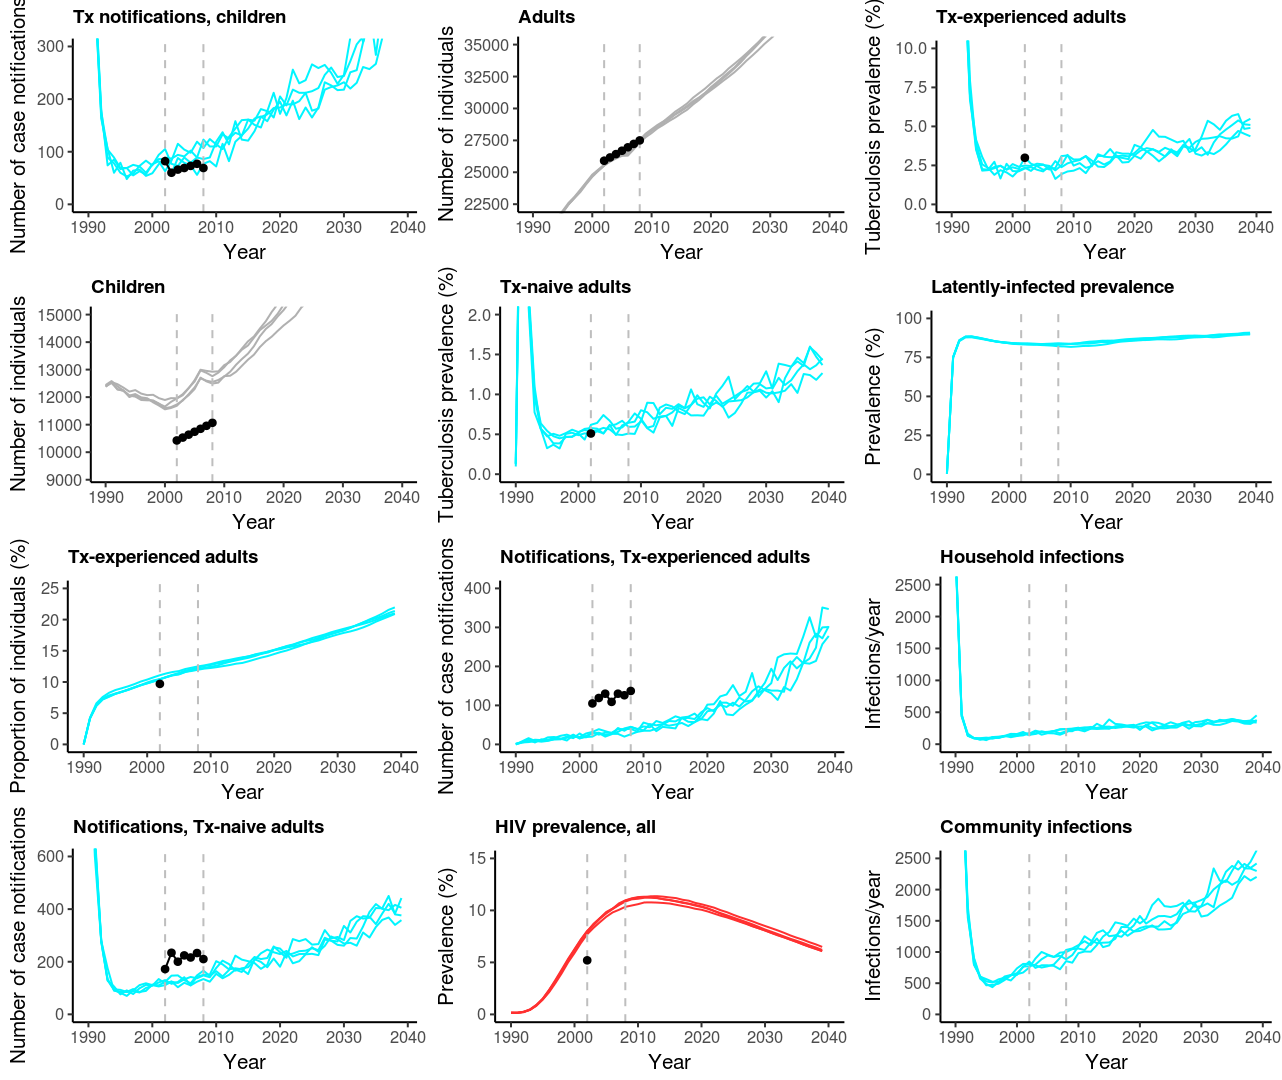 Tx notifications, children
Number of case notifications
300
200
100
0
1990 2000 2010 2020 2030 2040
Year
Adults
Number of individuals
35000
32500
30000
27500
25000
22500
1990 2000 2010 2020 2030 2040
Year
Tx-experienced adults
Tuberculosis prevalence (%)
10.0
7.5
5.0
2.5
0.0
1990 2000 2010 2020 2030 2040
Year
Children
Number of individuals
15000
14000
13000
12000
11000
10000
9000
1990 2000 2010 2020 2030 2040
Year
Tx-naive adults
Tuberculosis prevalence (%)
2.0
1.5
1.0
0.5
0.0
1990 2000 2010 2020 2030 2040
Year
Latently-infected prevalence
Prevalence (%)
100
75
50
25
0
1990 2000 2010 2020 2030 2040
Year
Tx-experienced adults
Proportion of individuals (%)
25
20
15
10
5
0
1990 2000 2010 2020 2030 2040
Year
Notifications, Tx-experienced adults
Number of case notifications
400
300
200
100
0
1990 2000 2010 2020 2030 2040
Year
Household infections
Infections/year
2500
2000
1500
1000
500
0
1990 2000 2010 2020 2030 2040
Year
Notifications, Tx-naive adults
Number of case notifications
600
400
200
0
1990 2000 2010 2020 2030 2040
Year
HIV prevalence, all
Prevalence (%)
15
10
5
0
1990 2000 2010 2020 2030 2040
Year
Community infections
Infections/year
2500
2000
1500
1000
500
0
1990 2000 2010 2020 2030 2040
Year